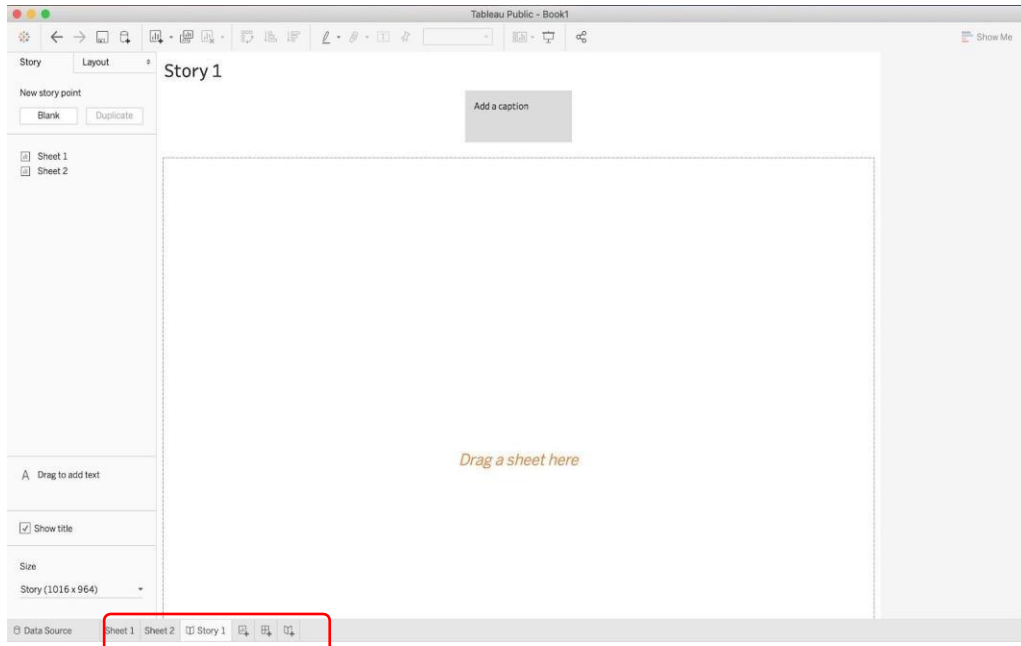 Tableau Public - Book1
Show Me
Story Layout
Story 1
New story point
Blank Duplicate
Add a caption
Sheet 1
Sheet 2
Drag a sheet here
A Drag to add text
Show title
Size
Story (1016 x 964)
Data Source Sheet 1 Sheet 2 Story 1